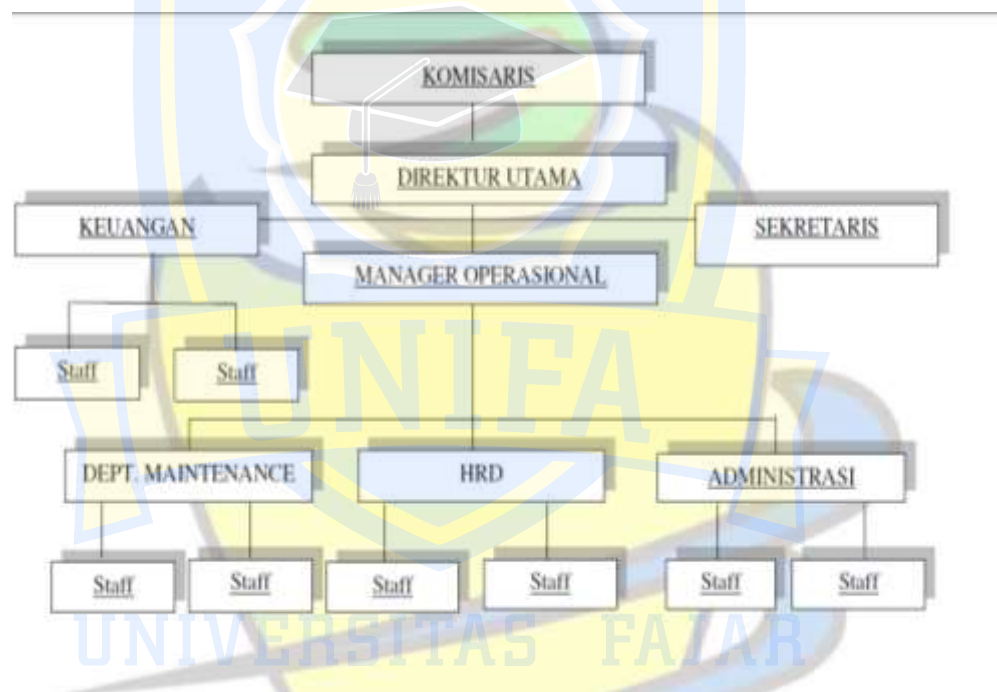 KOMISARIS
DIREKTUR UTAMA
KEUANGAN
SEKRETARIS
MANAGER OPERASIONAL
Staff
Staff
UNIFA
DEPT. MAINTENANCE
HRD
ADMINISTRASI
Staff
Staff
Staff
Staff
Staff
Staff
UNIVERSITAS FAJAR